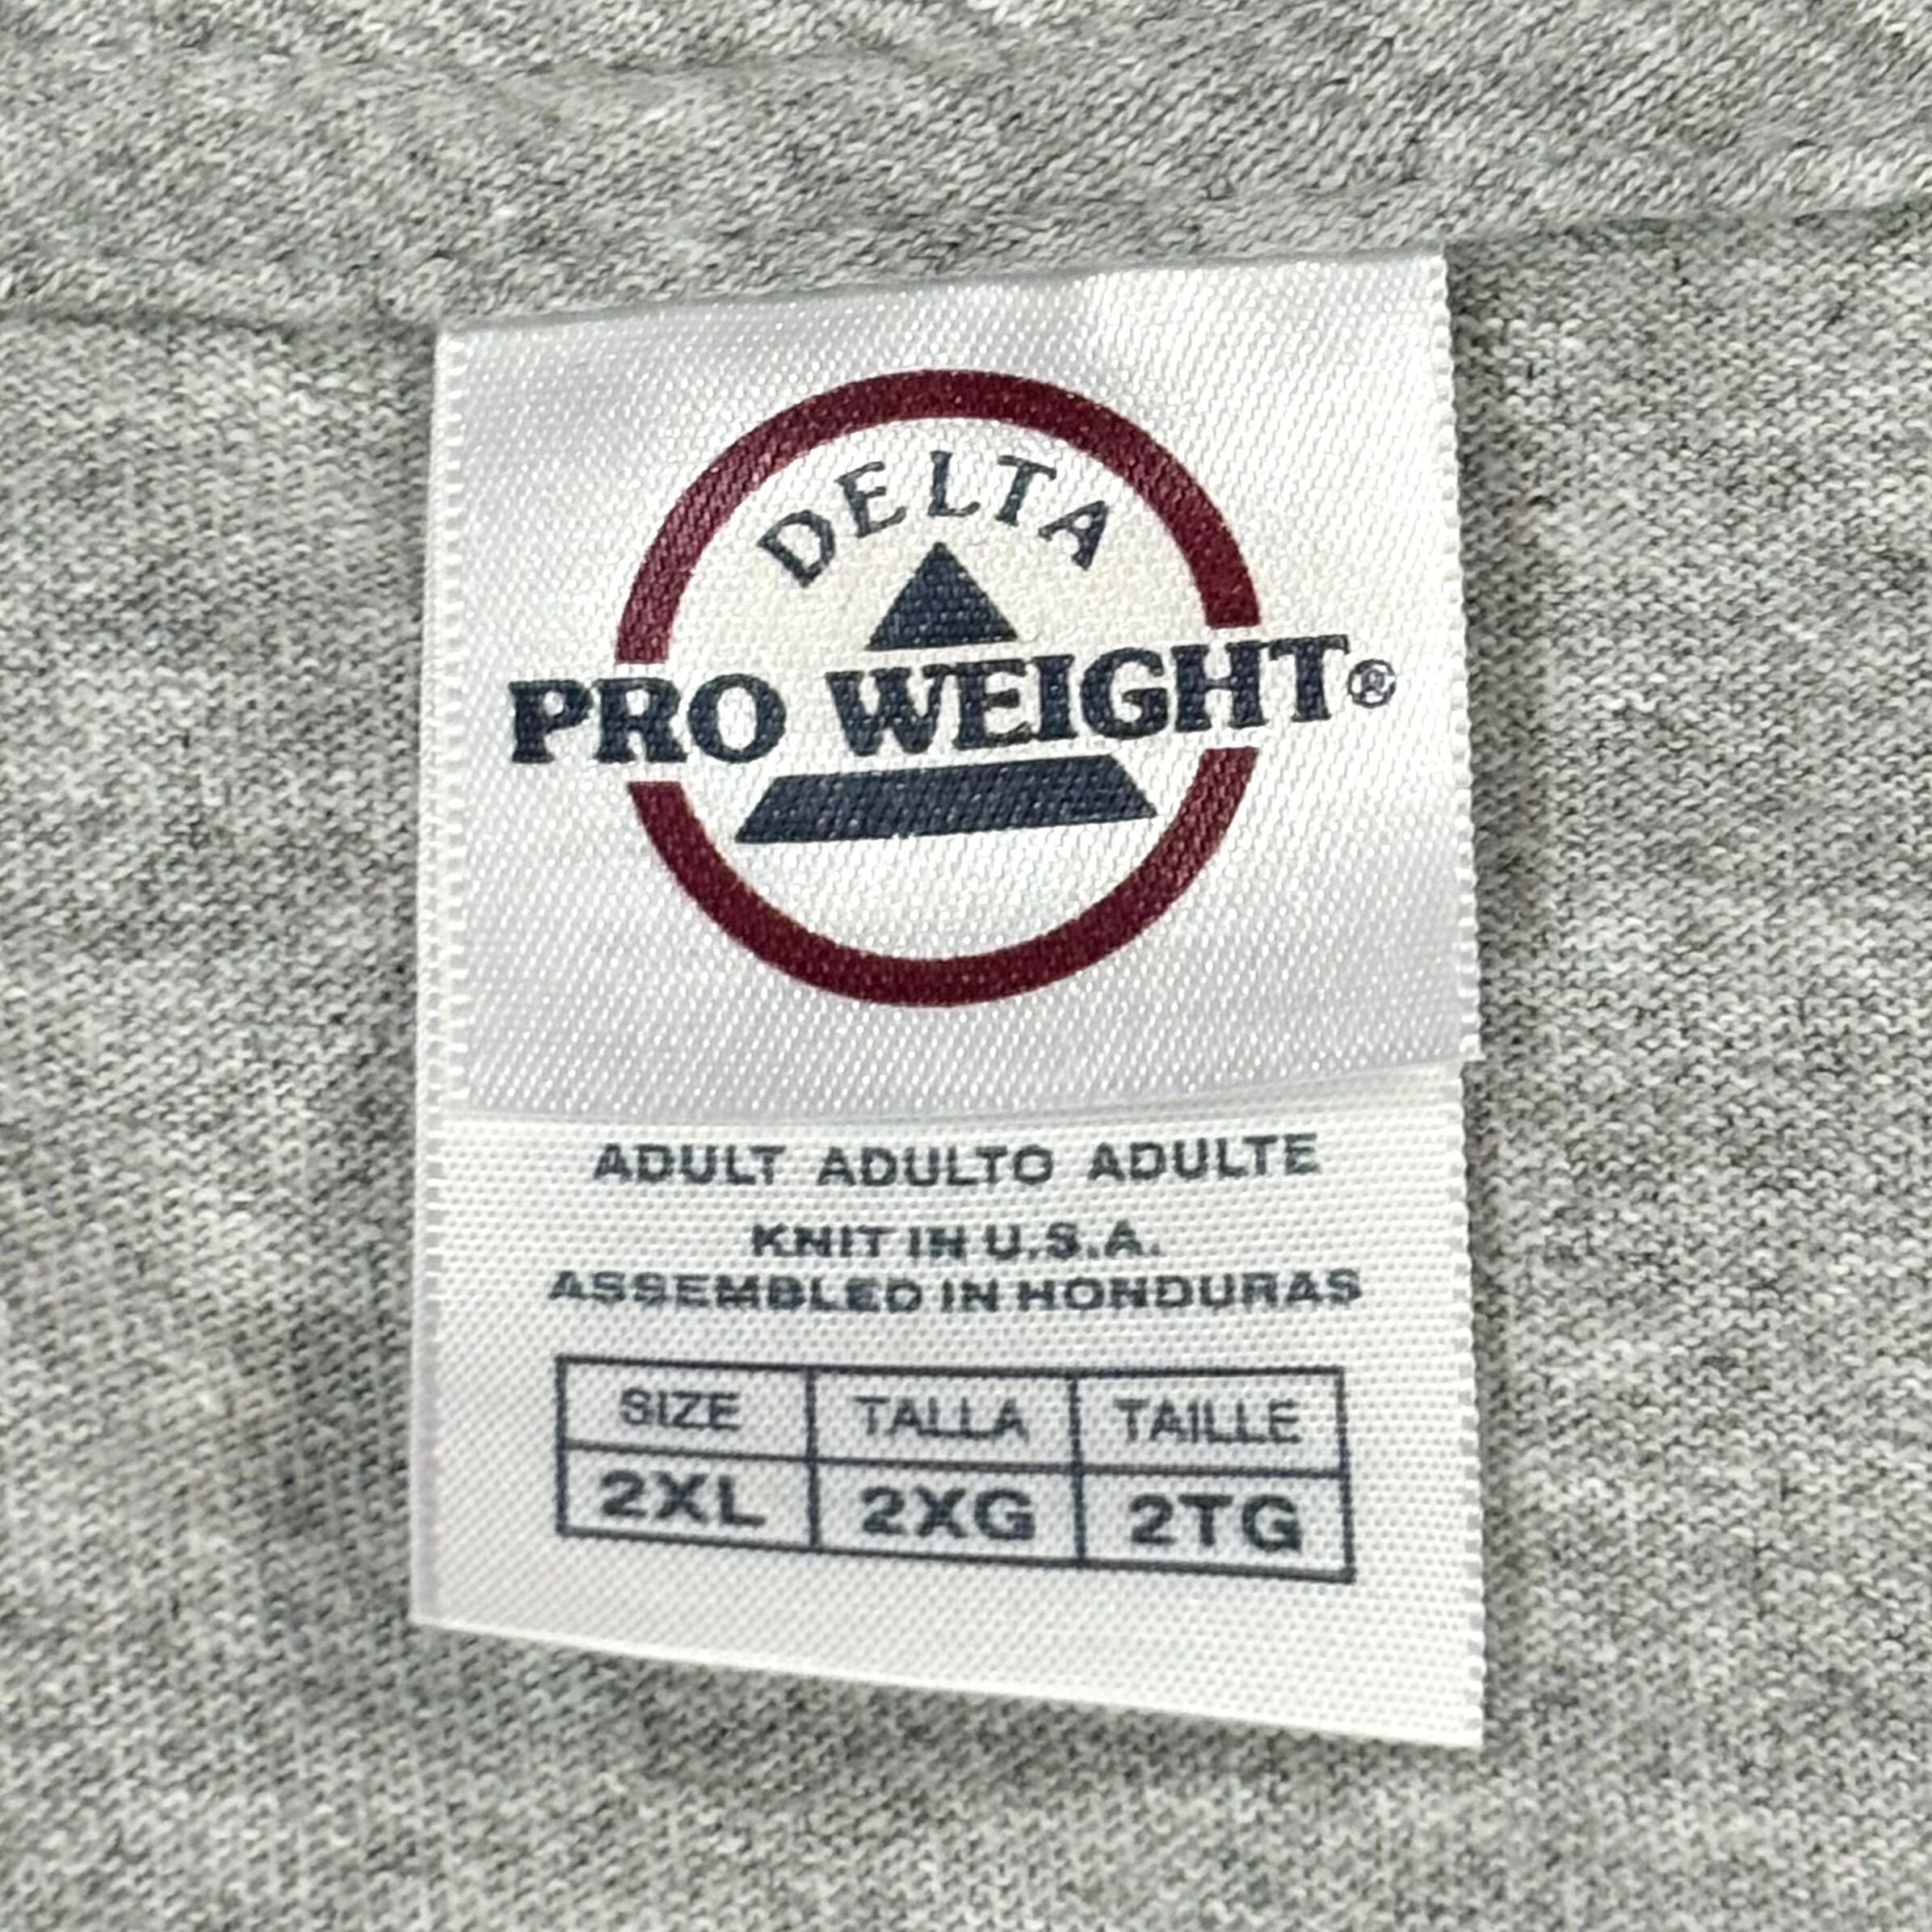 DELTA
PRO WEIGHT®
ADULT ADULTO ADULTE
KNIT IN U.S.A.
ASSEMBLED IN HONDURAS
SIZE TALLA TAILLE
2XL 2XG 2TG